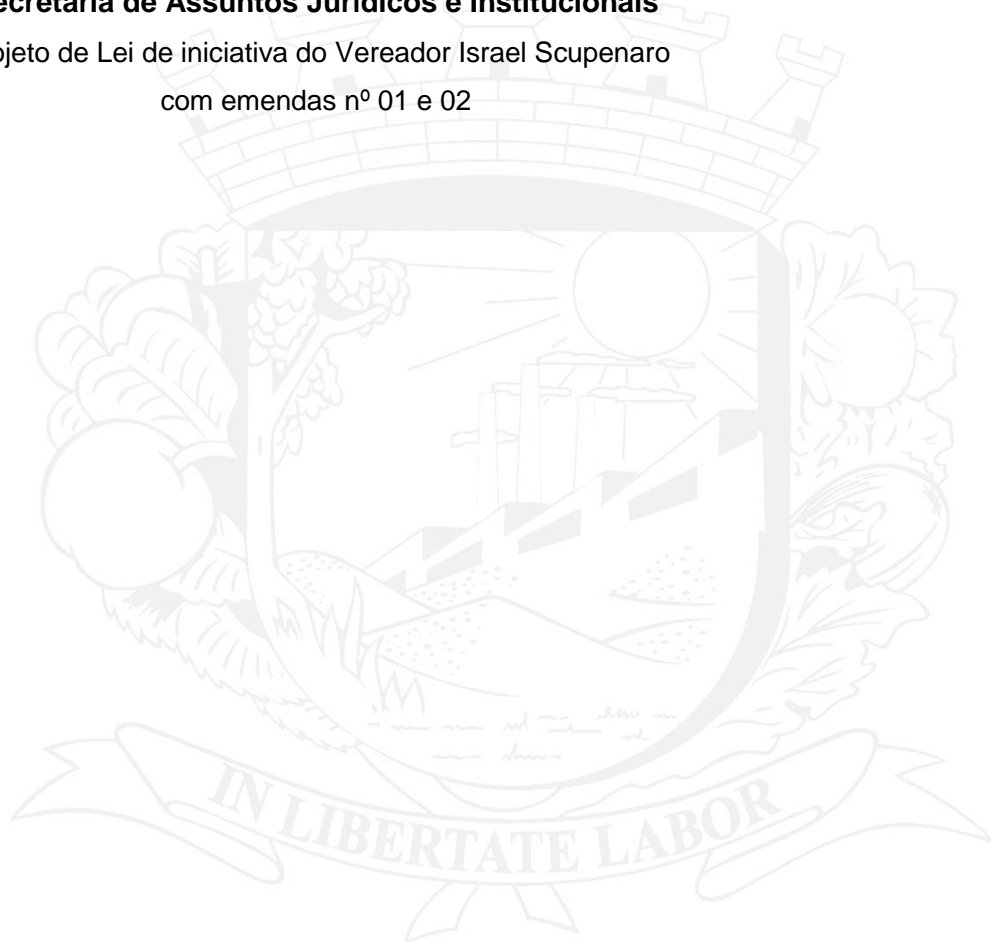 ecretaria de Assuntos Jurídicos e Institucionais
ojeto de Lei de iniciativa do Vereador Israel Scupenaro
com emendas nº 01 e 02
IN LIBERTATE LABOR